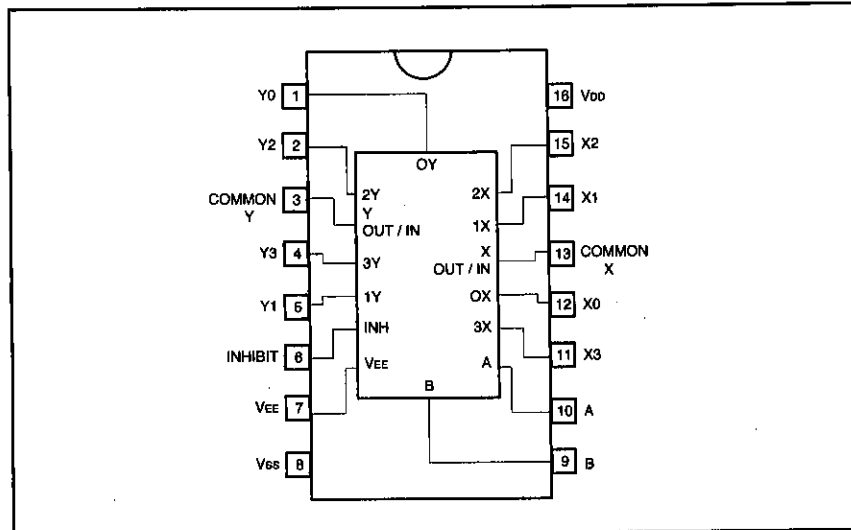 Y0 1
Y2 2
COMMON 3
Y
Y3 4
Y1 5
INHIBIT 6
VEE 7
VSS 8
16 VDD
15 X2
14 X1
13 COMMON
X
12 X0
11 X3
10 A
9 B
OY
2Y
Y
OUT / IN
3Y
1Y
INH
VEE
2X
1X
X
OUT / IN
OX
3X
A
B